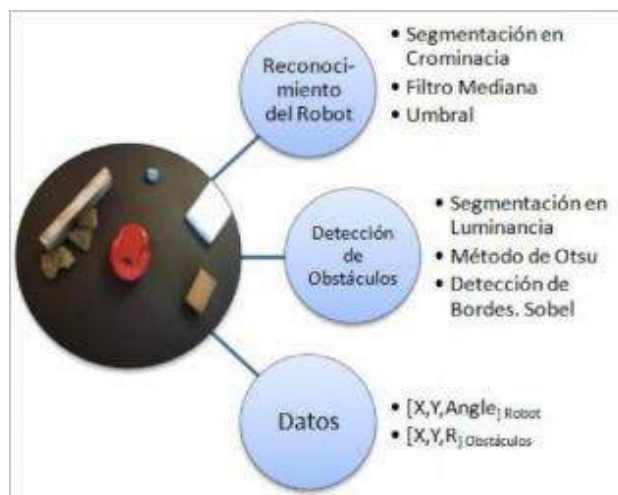 Reconoci-
miento
del Robot
• Segmentación en
Crominacia
• Filtro Mediana
• Umbral
Detección
de
Obstáculos
• Segmentación en
Luminancia
• Método de Otsu
• Detección de
Bordes. Sobel
Datos
• [X,Y,Angle] Robot
• [X,Y,R] Obstáculos